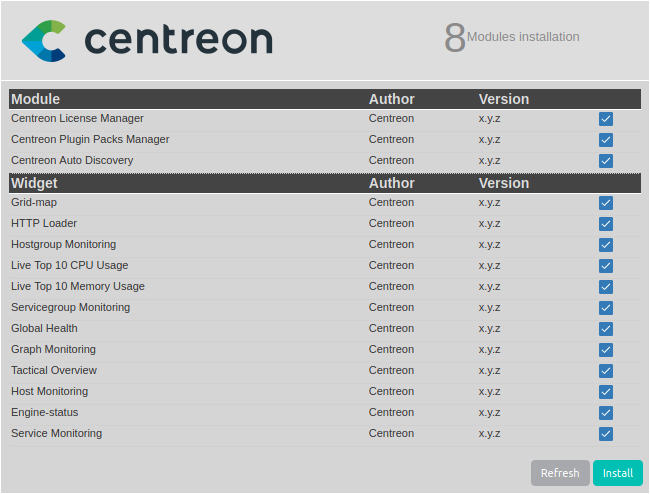 centreon
8 Modules installation
Module Author Version
Centreon License Manager Centreon x.y.z
Centreon Plugin Packs Manager Centreon x.y.z
Centreon Auto Discovery Centreon x.y.z
Widget Author Version
Grid-map Centreon x.y.z
HTTP Loader Centreon x.y.z
Hostgroup Monitoring Centreon x.y.z
Live Top 10 CPU Usage Centreon x.y.z
Live Top 10 Memory Usage Centreon x.y.z
Servicegroup Monitoring Centreon x.y.z
Global Health Centreon x.y.z
Graph Monitoring Centreon x.y.z
Tactical Overview Centreon x.y.z
Host Monitoring Centreon x.y.z
Engine-status Centreon x.y.z
Service Monitoring Centreon x.y.z
Refresh Install